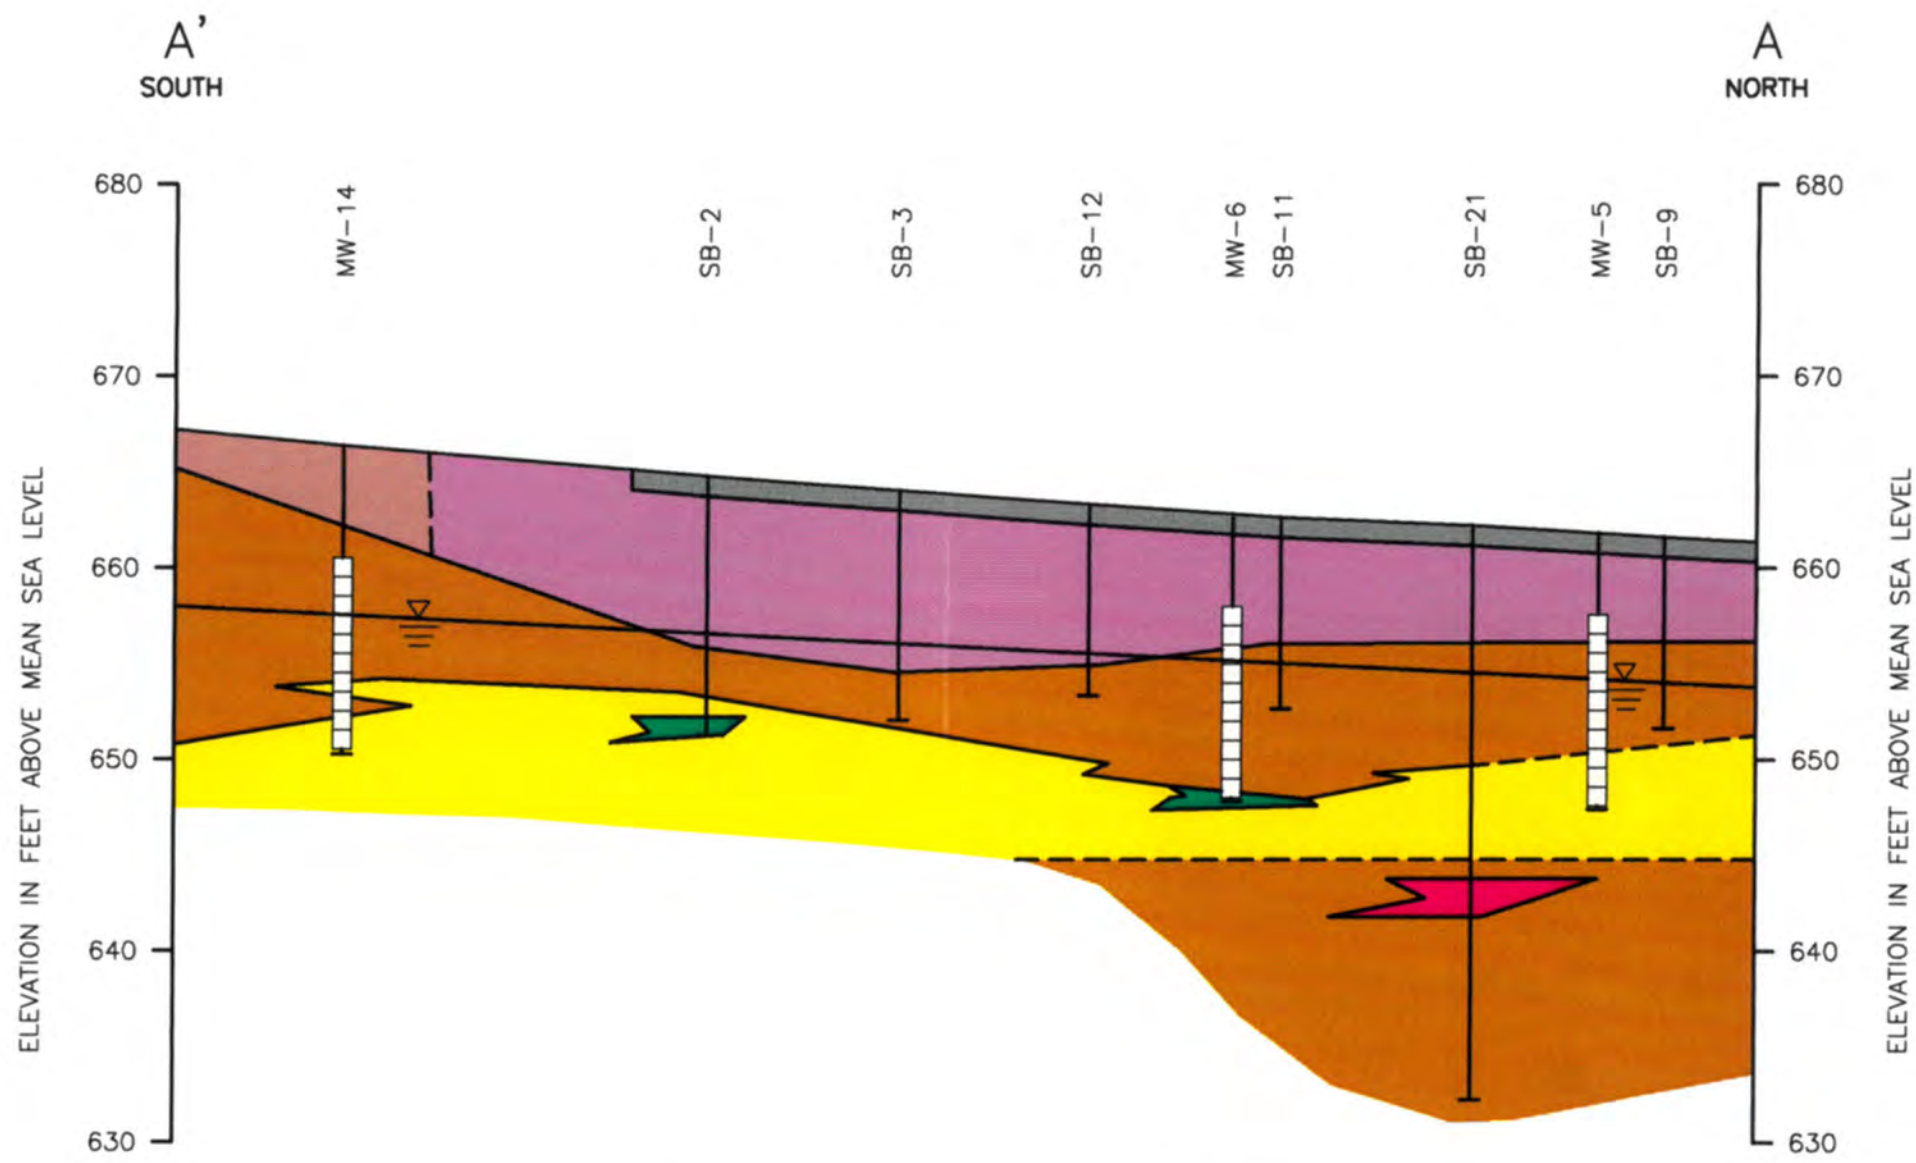 A' A
SOUTH NORTH
MW-14 SB-2 SB-3 SB-12 MW-6 SB-11 SB-21 MW-5 SB-9
680 680
670 670
660 660
650 650
640 640
630 630
ELEVATION IN FEET ABOVE MEAN SEA LEVEL
ELEVATION IN FEET ABOVE MEAN SEA LEVEL